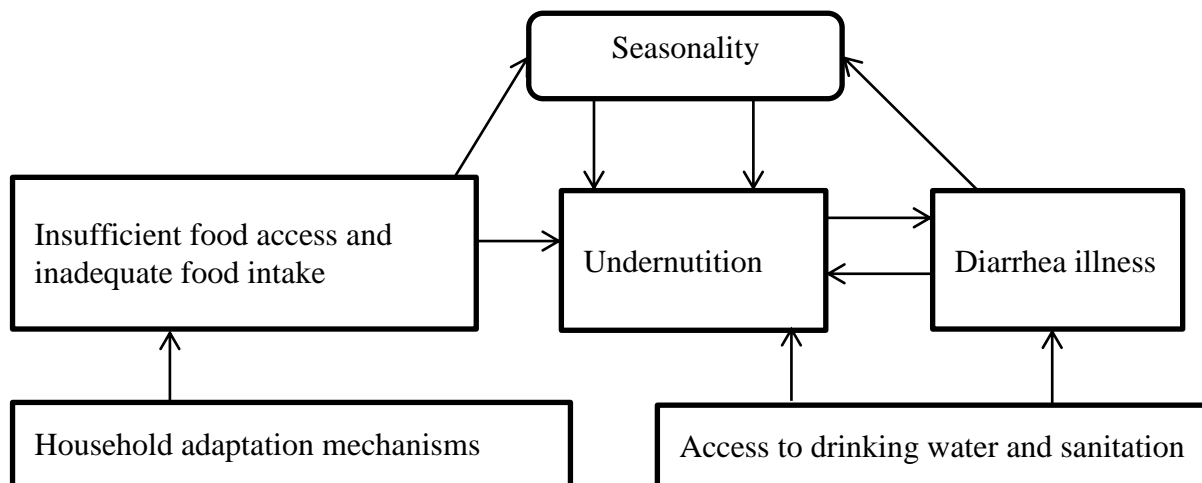 Seasonality
Insufficient food access and
inadequate food intake
Undernutition
Diarrhea illness
Household adaptation mechanisms
Access to drinking water and sanitation